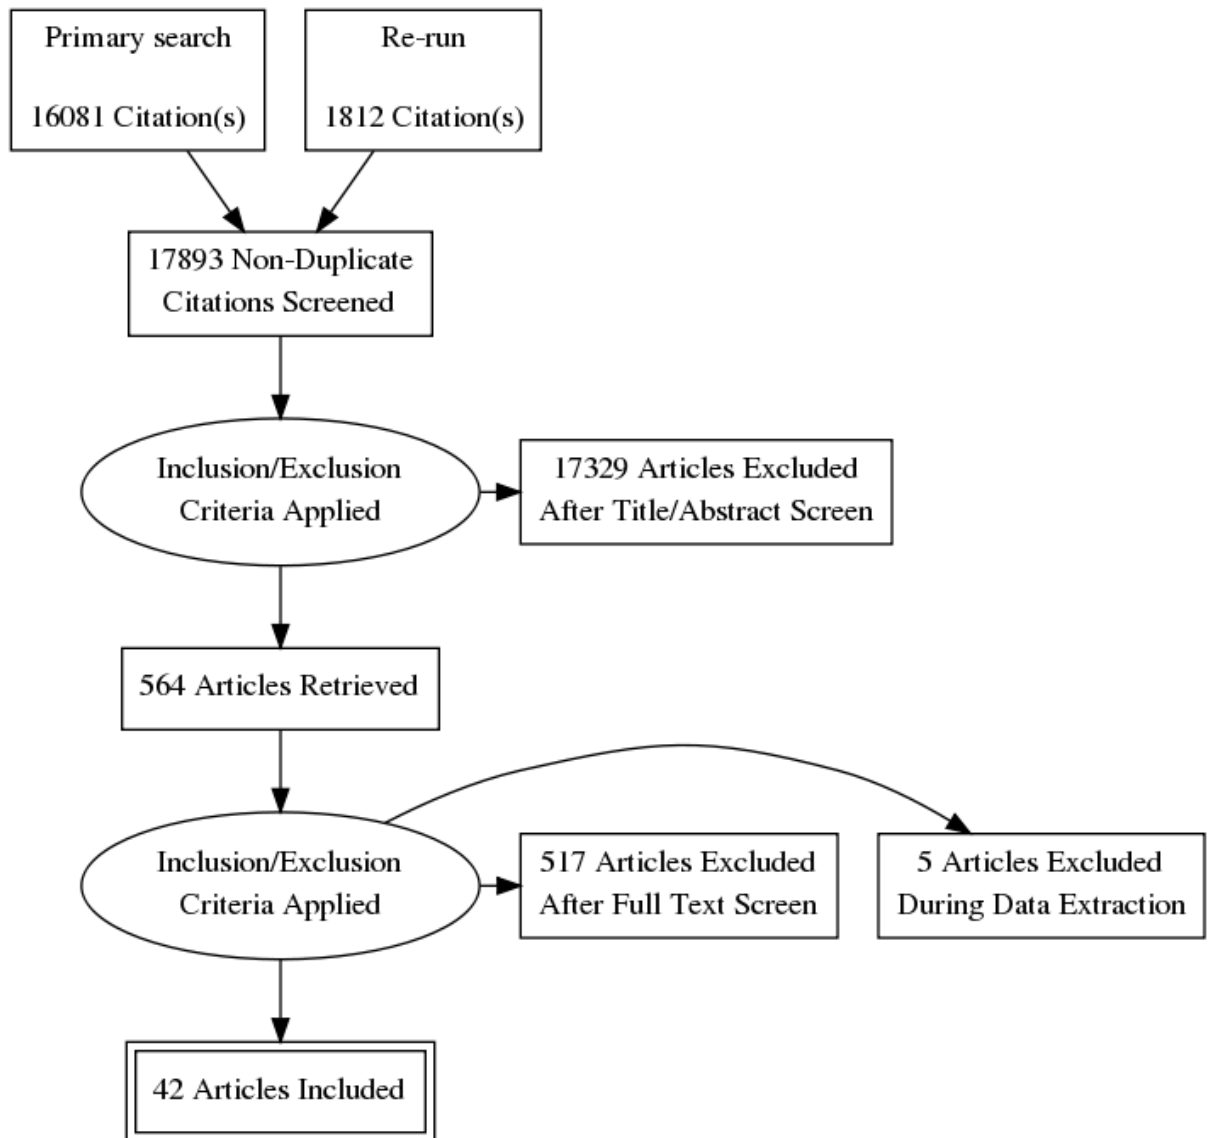 Primary search
16081 Citation(s)
Re-run
1812 Citation(s)
17893 Non-Duplicate
Citations Screened
Inclusion/Exclusion
Criteria Applied
17329 Articles Excluded
After Title/Abstract Screen
564 Articles Retrieved
Inclusion/Exclusion
Criteria Applied
517 Articles Excluded
After Full Text Screen
5 Articles Excluded
During Data Extraction
42 Articles Included